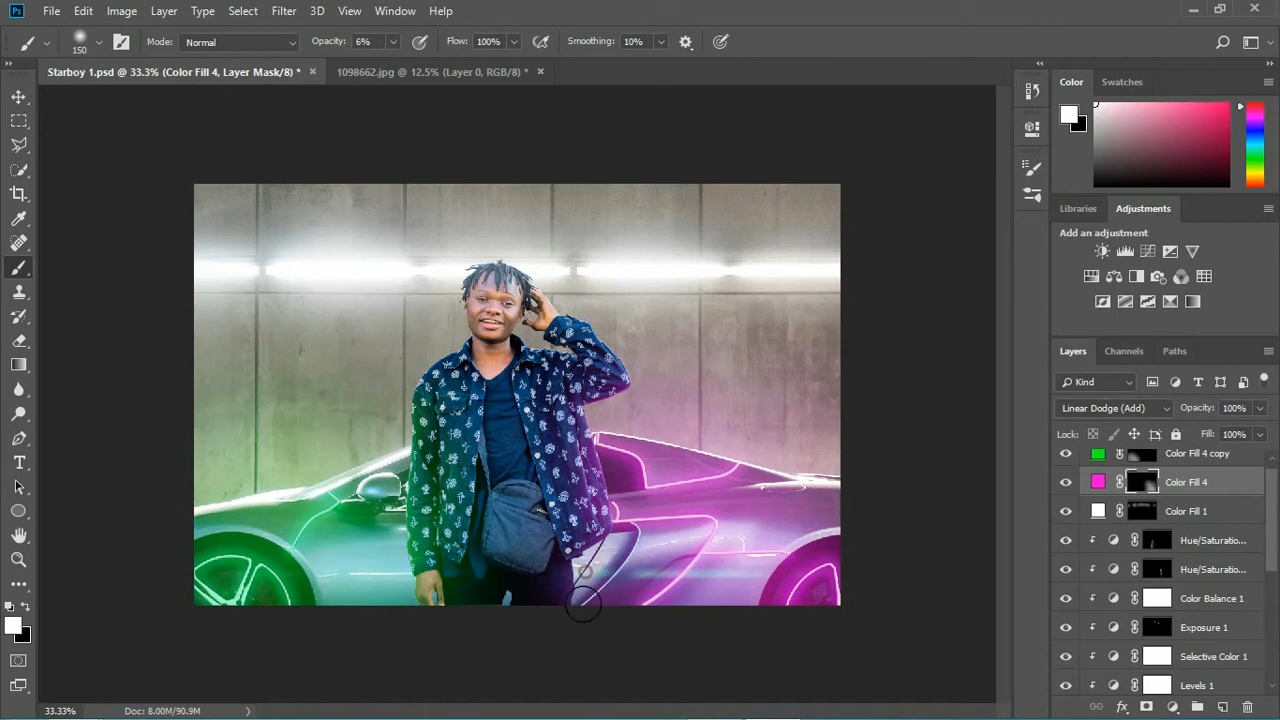 Ps File Edit Image Layer Type Select Filter 3D View Window Help
150 Mode: Normal Opacity: 6% Flow: 100% Smoothing: 10%
Starboy 1.psd @ 33.3% (Color Fill 4, Layer Mask/8) * 1098662.jpg @ 12.5% (Layer 0, RGB/8) *
Color Swatches
Libraries Adjustments
Add an adjustment
Layers Channels Paths
Kind
Linear Dodge (Add) Opacity: 100%
Lock: Fill: 100%
Color Fill 4 copy
Color Fill 4
Color Fill 1
Hue/Saturatio...
Hue/Saturatio...
Color Balance 1
Exposure 1
Selective Color 1
Levels 1
33.33% Doc: 8.00M/90.9M